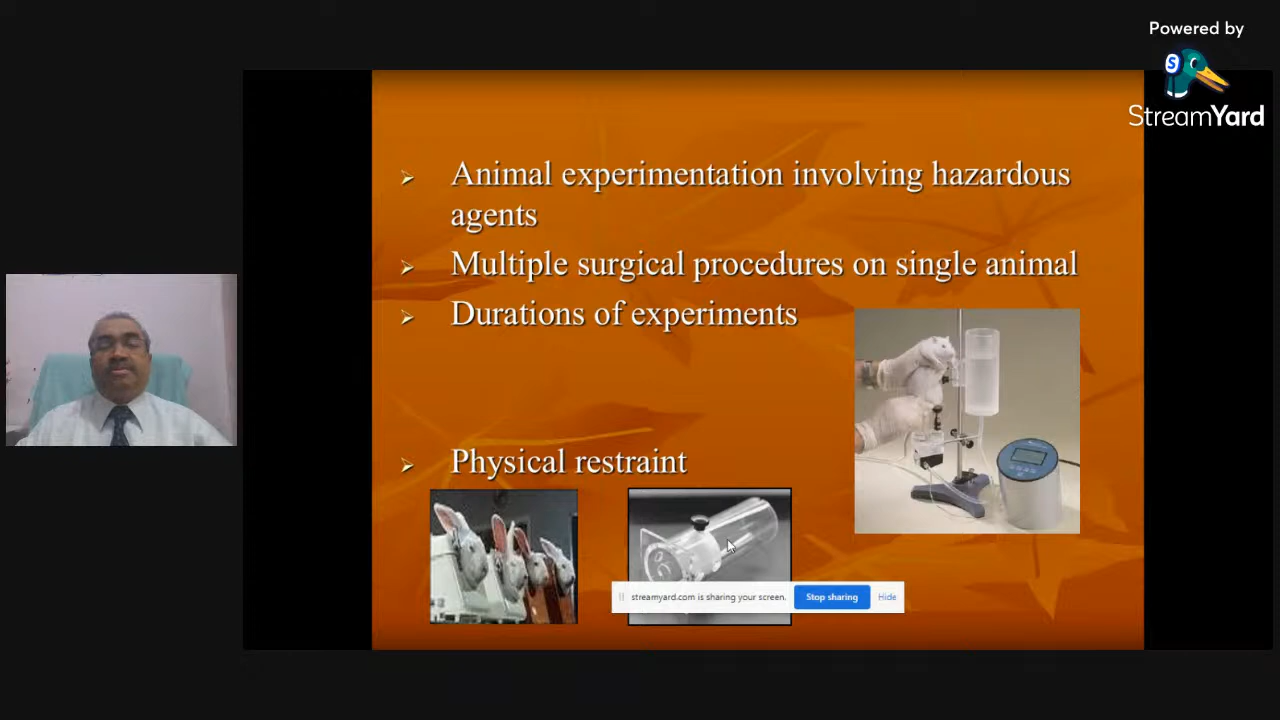 Powered by
S
StreamYard
Animal experimentation involving hazardous
agents
Multiple surgical procedures on single animal
Durations of experiments
Physical restraint
streamyard.com is sharing your screen. Stop sharing Hide